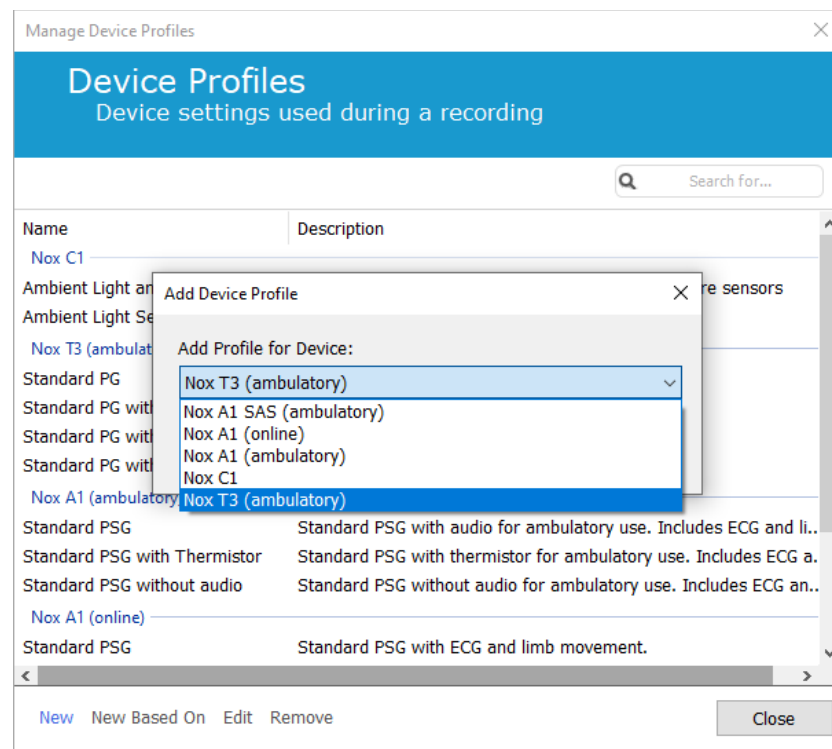 Manage Device Profiles
Device Profiles
Device settings used during a recording
Search for...
Name Description
Nox C1
Ambient Light an re sensors
Ambient Light Se
Nox T3 (ambulat
Standard PG
Standard PG with
Standard PG with
Standard PG with
Add Device Profile
Add Profile for Device:
Nox T3 (ambulatory)
Nox A1 SAS (ambulatory)
Nox A1 (online)
Nox A1 (ambulatory)
Nox C1
Nox T3 (ambulatory)
Nox A1 (ambulatory
Standard PSG Standard PSG with audio for ambulatory use. Includes ECG and li..
Standard PSG with Thermistor Standard PSG with thermistor for ambulatory use. Includes ECG a.
Standard PSG without audio Standard PSG without audio for ambulatory use. Includes ECG an..
Nox A1 (online)
Standard PSG Standard PSG with ECG and limb movement.
New New Based On Edit Remove Close